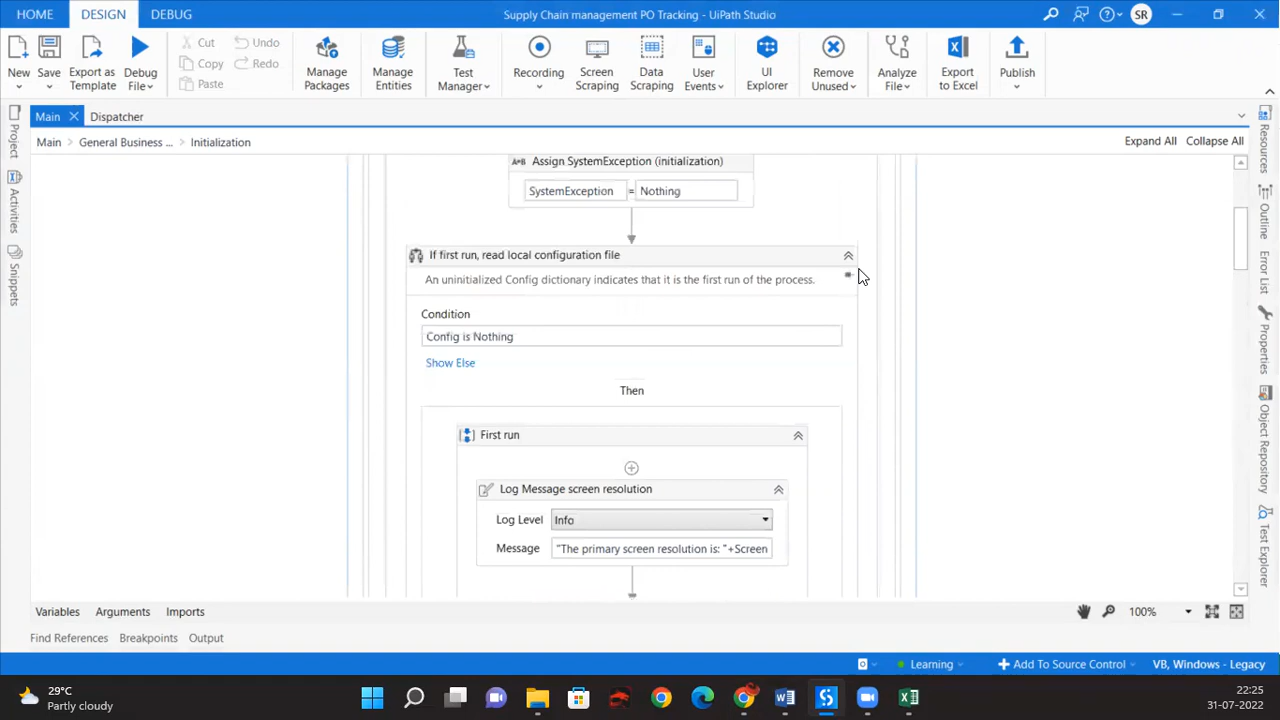 HOME DESIGN DEBUG Supply Chain management PO Tracking - UiPath Studio SR
Cut Undo
Copy Redo
Paste
New Save Export as Template Debug File Manage Packages Manage Entities Test Manager Recording Screen Scraping Data Scraping User Events UI Explorer Remove Unused Analyze File Export to Excel Publish
Main Dispatcher
Main > General Business ... > Initialization Expand All Collapse All
Project
Activities
Snippets
A*B Assign SystemException (initialization)
SystemException = Nothing
If first run, read local configuration file
An uninitialized Config dictionary indicates that it is the first run of the process.
Condition
Config is Nothing
Show Else
Then
First run
Log Message screen resolution
Log Level Info
Message "The primary screen resolution is: "+Screen
Resources
Outline
Error List
Properties
Object Repository
Test Explorer
Variables Arguments Imports 100%
Find References Breakpoints Output
Learning Add To Source Control VB, Windows - Legacy
29°C
Partly cloudy
22:25
31-07-2022